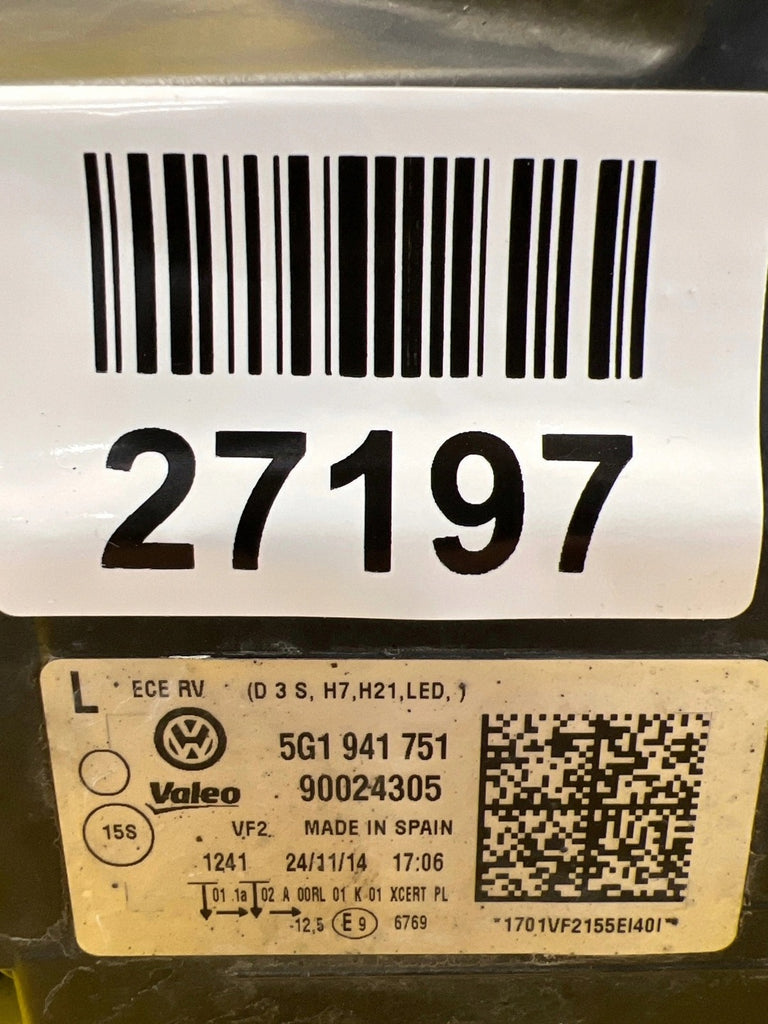 27197
L ECE RV (D 3 S, H7,H21,LED, )
5G1 941 751
Valeo 90024305
15S
VF2 MADE IN SPAIN
1241 24/11/14 17:06
01 1a 02 A 00RL 01 K 01 XCERT PL
-12,5 E 9 6769
*1701VF2155EI40I*